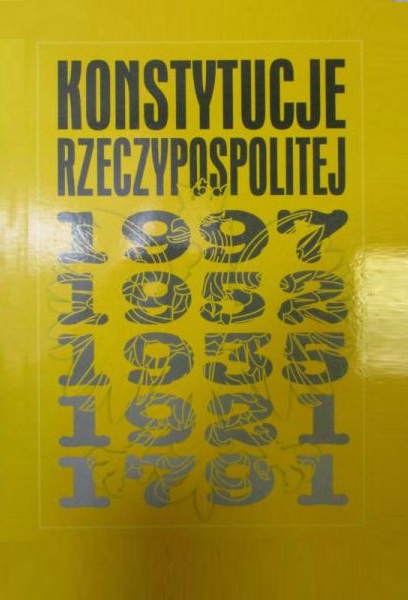 KONSTYTUCJE
RZECZYPOSPOLITEJ
1997
1952
1935
1921
1791